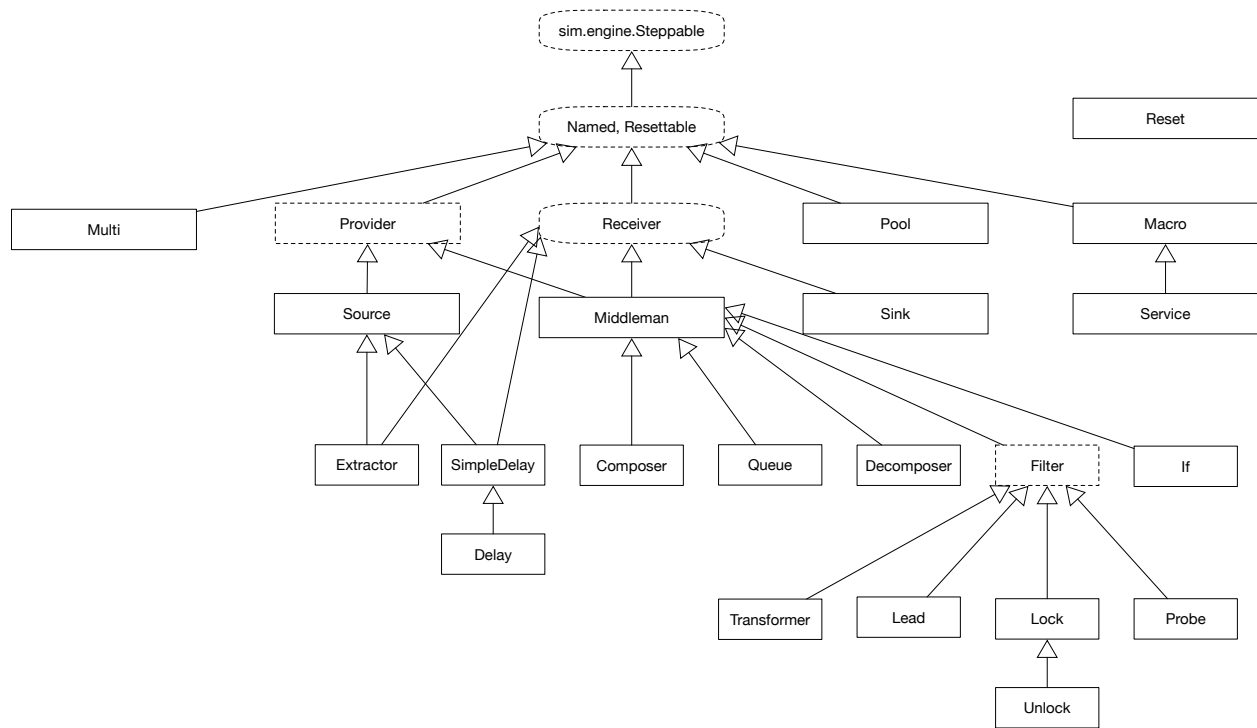 sim.engine.Steppable
Named, Resettable
Reset
Multi
Provider
Receiver
Pool
Macro
Source
Middleman
Sink
Service
Extractor
SimpleDelay
Composer
Queue
Decomposer
Filter
If
Delay
Transformer
Lead
Lock
Probe
Unlock